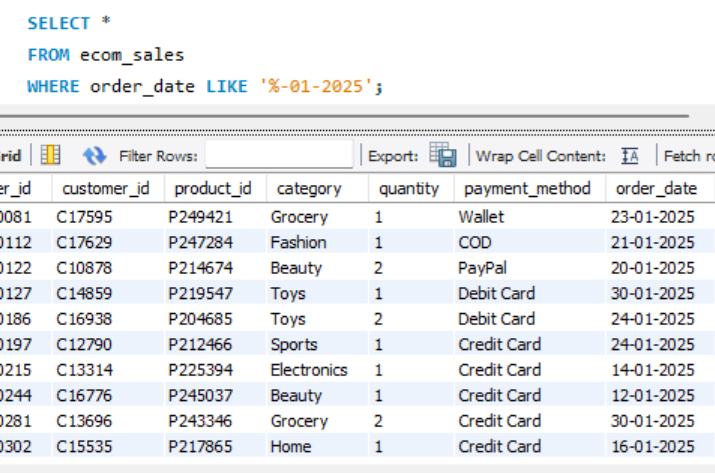 SELECT *
FROM ecom_sales
WHERE order_date LIKE '%-01-2025';
rid Filter Rows: Export: Wrap Cell Content: IA Fetch ro
er_id customer_id product_id category quantity payment_method order_date
0081 C17595 P249421 Grocery 1 Wallet 23-01-2025
0112 C17629 P247284 Fashion 1 COD 21-01-2025
0122 C10878 P214674 Beauty 2 PayPal 20-01-2025
0127 C14859 P219547 Toys 1 Debit Card 30-01-2025
0186 C16938 P204685 Toys 2 Debit Card 24-01-2025
0197 C12790 P212466 Sports 1 Credit Card 24-01-2025
0215 C13314 P225394 Electronics 1 Credit Card 14-01-2025
0244 C16776 P245037 Beauty 1 Credit Card 12-01-2025
0281 C13696 P243346 Grocery 2 Credit Card 30-01-2025
0302 C15535 P217865 Home 1 Credit Card 16-01-2025